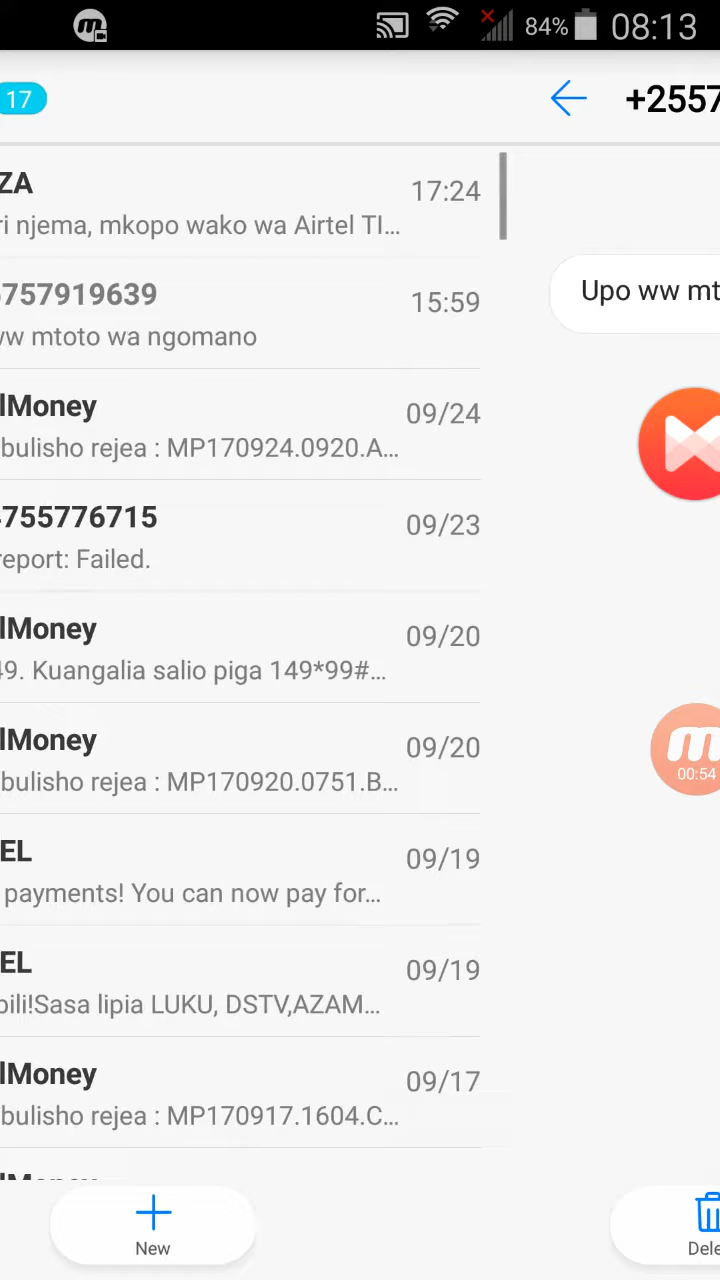 84% 08:13
17
+2557
ZA 17:24
ri njema, mkopo wako wa Airtel TI...
757919639 15:59
ww mtoto wa ngomano
Upo ww mt
lMoney 09/24
bulisho rejea : MP170924.0920.A...
755776715 09/23
report: Failed.
lMoney 09/20
49. Kuangalia salio piga 149*99#...
m
00:54
lMoney 09/20
bulisho rejea : MP170920.0751.B...
EL 09/19
payments! You can now pay for...
EL 09/19
bili!Sasa lipia LUKU, DSTV,AZAM...
lMoney 09/17
bulisho rejea : MP170917.1604.C...
New
Dele